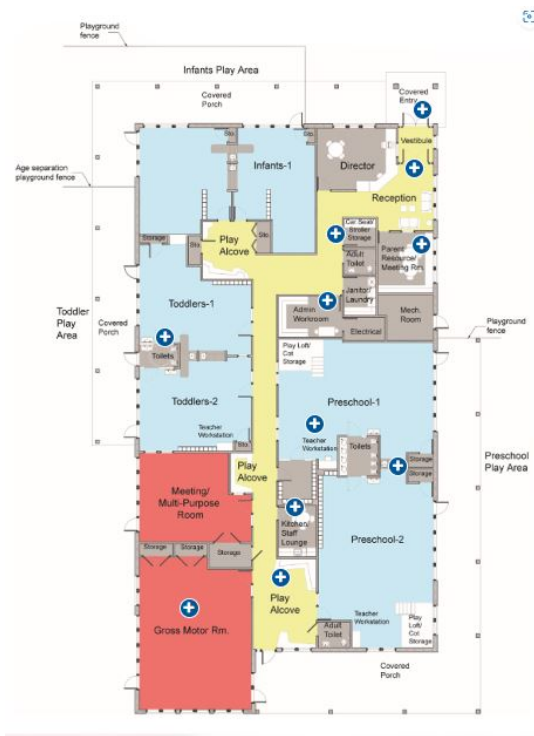 Playground
fence
Infants Play Area
Covered
Porch
Covered
Entry
Sto.
Sto.
Vestibule
Infants-1
Director
Age separation
playground fence
Reception
Car Seat/
Stroller
Storage
Storage
Sto.
Sto.
Play
Alcove
Parent
Resource/
Meeting Rm.
Adult
Toilet
Toddlers-1
Janitor/
Laundry
Toddler
Play
Area
Covered
Porch
Admin
Workroom
Mech.
Room
Electrical
Playground
fence
Toilets
Play Loft/
Cot
Storage
Toddlers-2
Preschool-1
Teacher
Workstation
Sto.
Teacher
Workstation
Toilets
Storage
Storage
Preschool
Play Area
Play
Alcove
Meeting/
Multi-Purpose
Room
Kitchen/
Staff
Lounge
Preschool-2
Storage
Storage
Storage
Play
Alcove
Gross Motor Rm.
Teacher
Workstation
Play
Loft/
Cot
Storage
Adult
Toilet
Covered
Porch